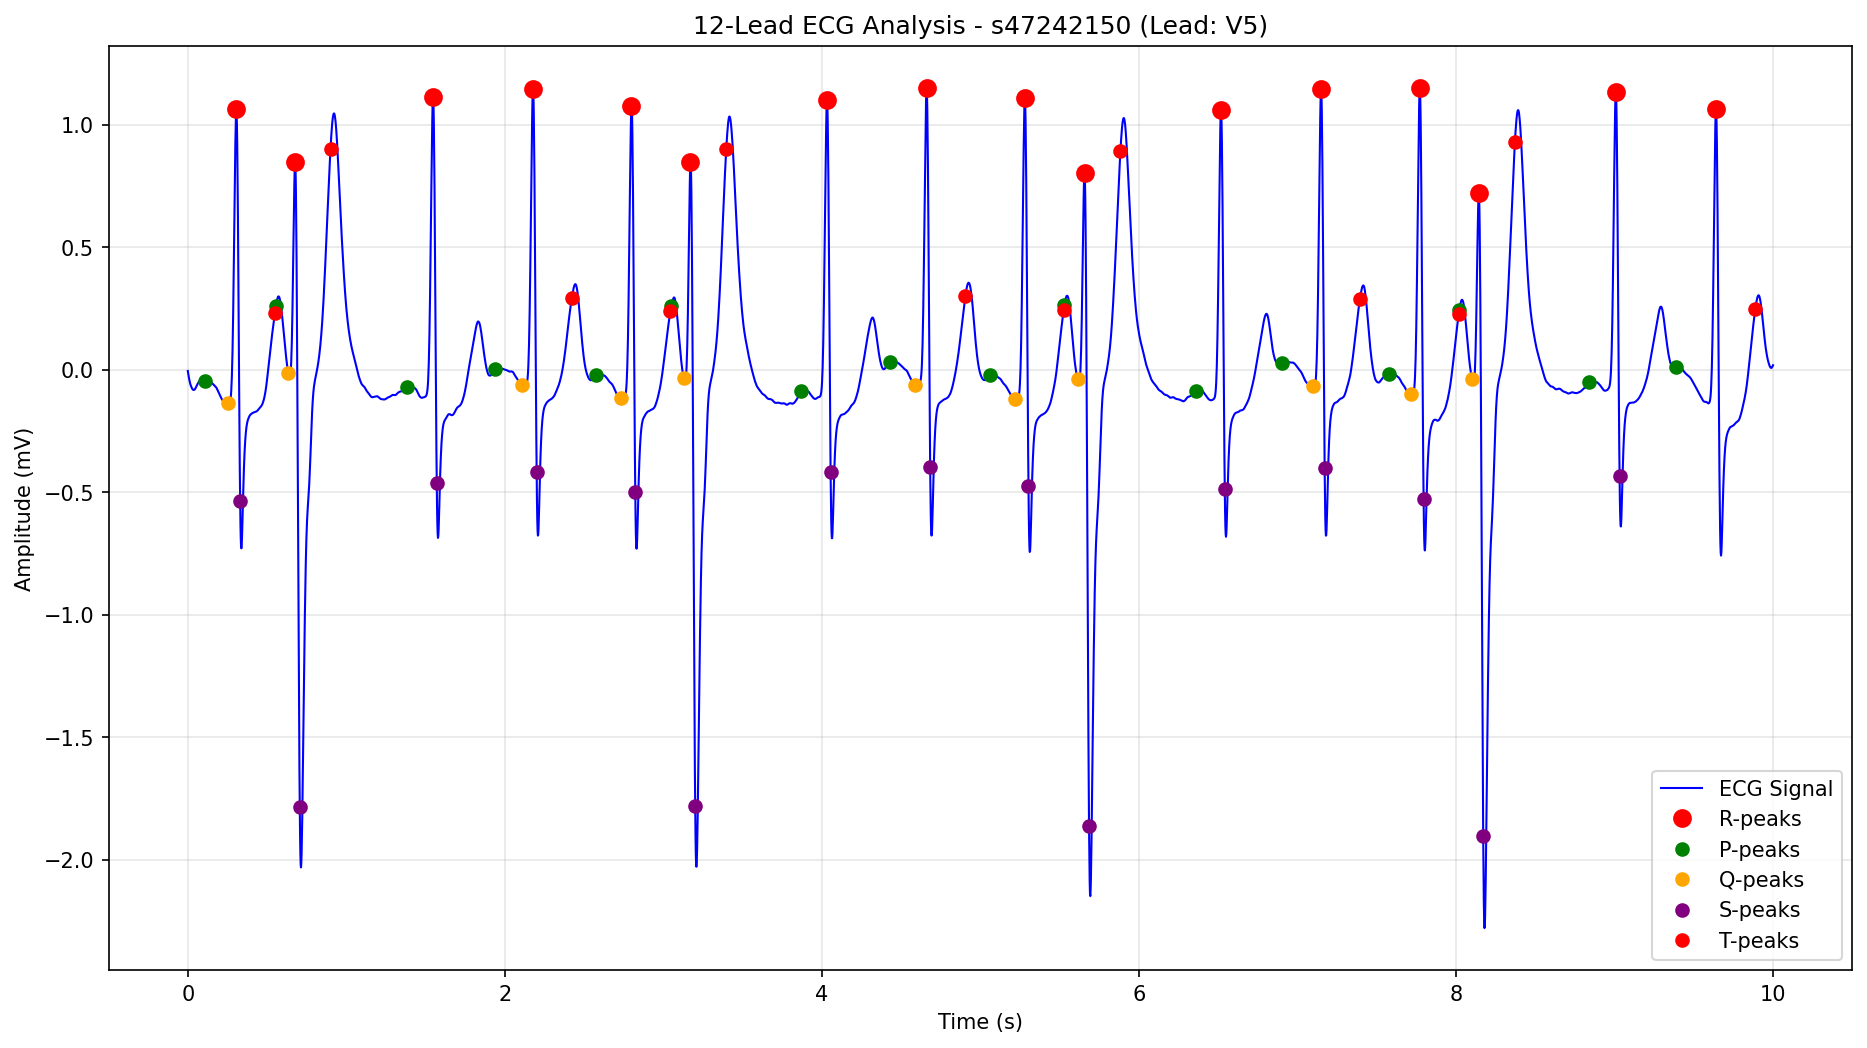 12-Lead ECG Analysis - s47242150 (Lead: V5)
Amplitude (mV)
1.0
0.5
0.0
−0.5
−1.0
−1.5
−2.0
0
2
4
6
8
10
Time (s)
ECG Signal
R-peaks
P-peaks
Q-peaks
S-peaks
T-peaks